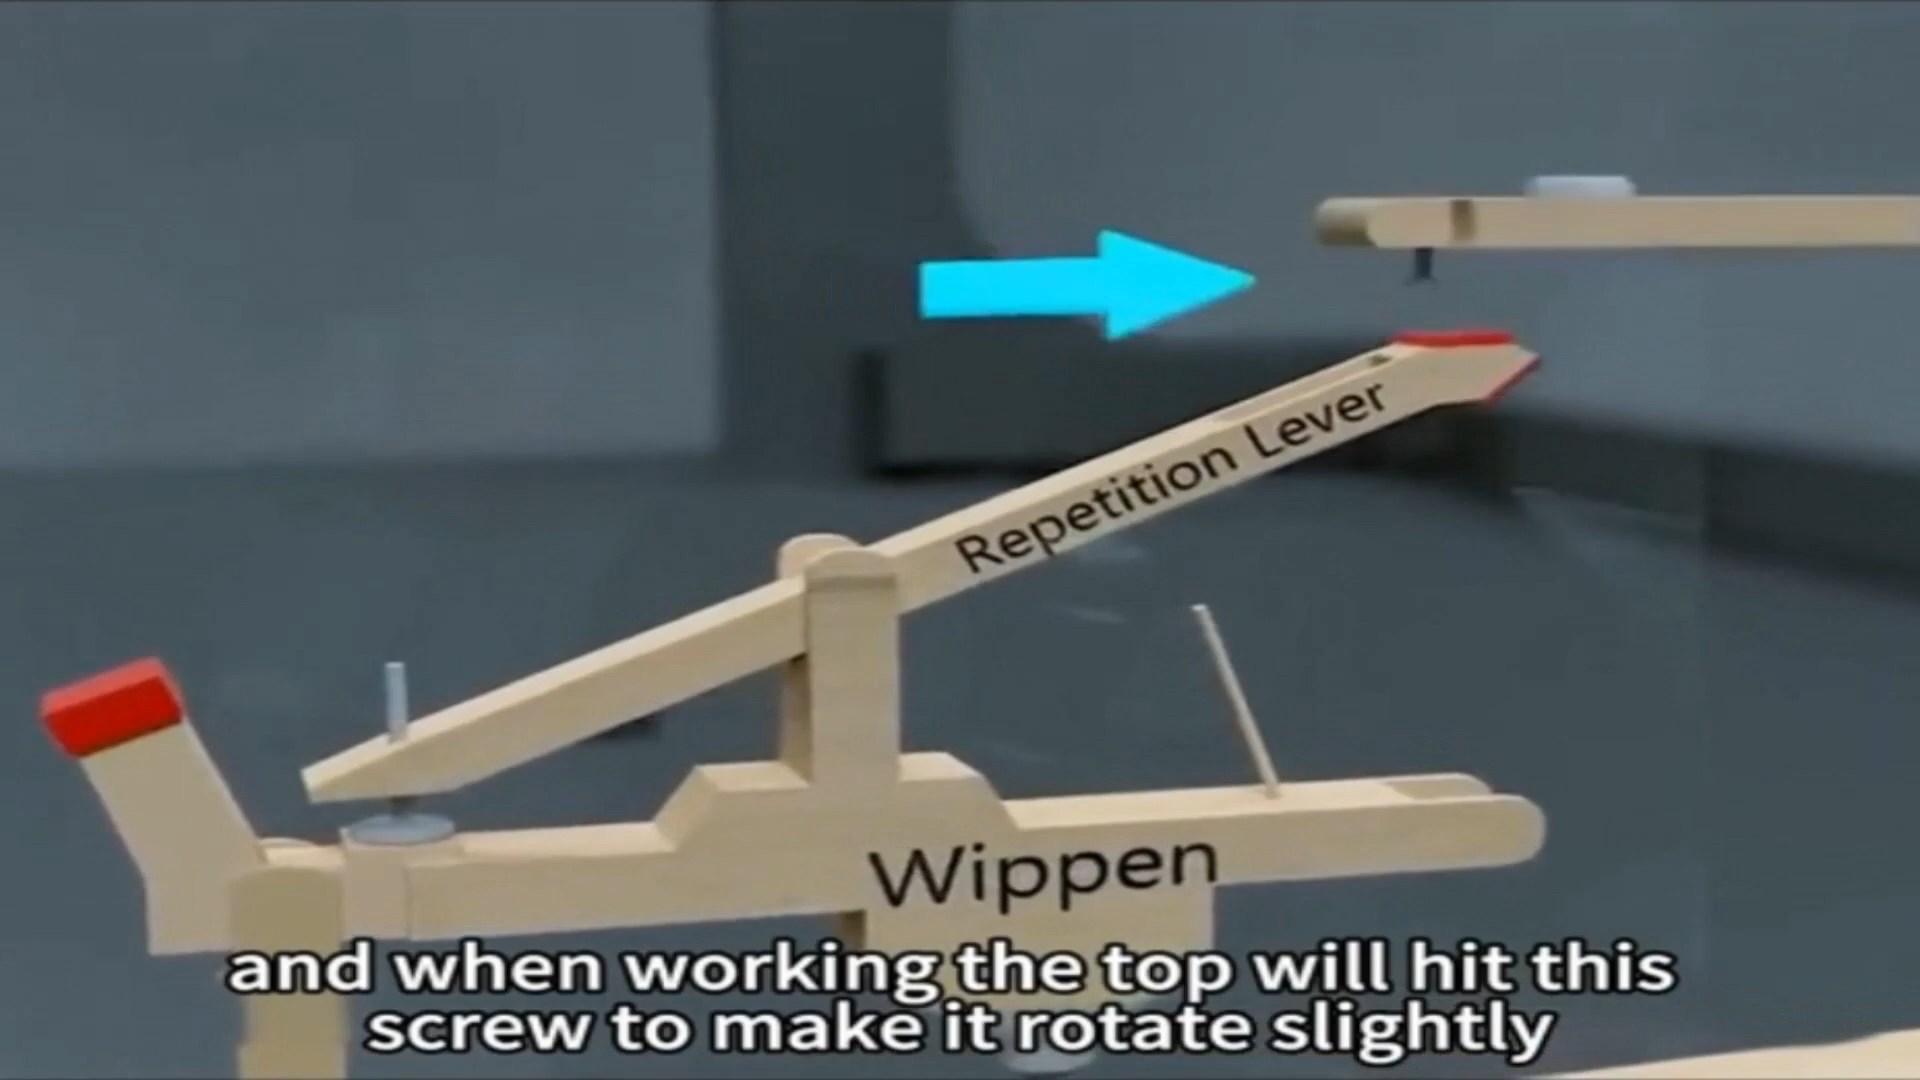 Repetition Lever
Wippen
and when working the top will hit this
screw to make it rotate slightly